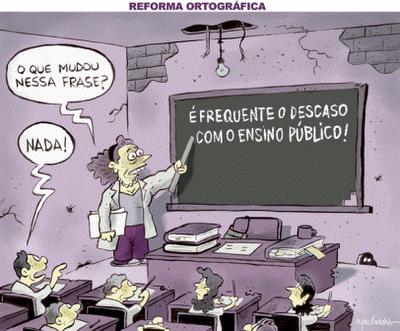 REFORMA ORTOGRÁFICA
O QUE MUDOU
NESSA FRASE?
É FREQUENTE O DESCASO
COM O ENSINO PÚBLICO!
NADA!